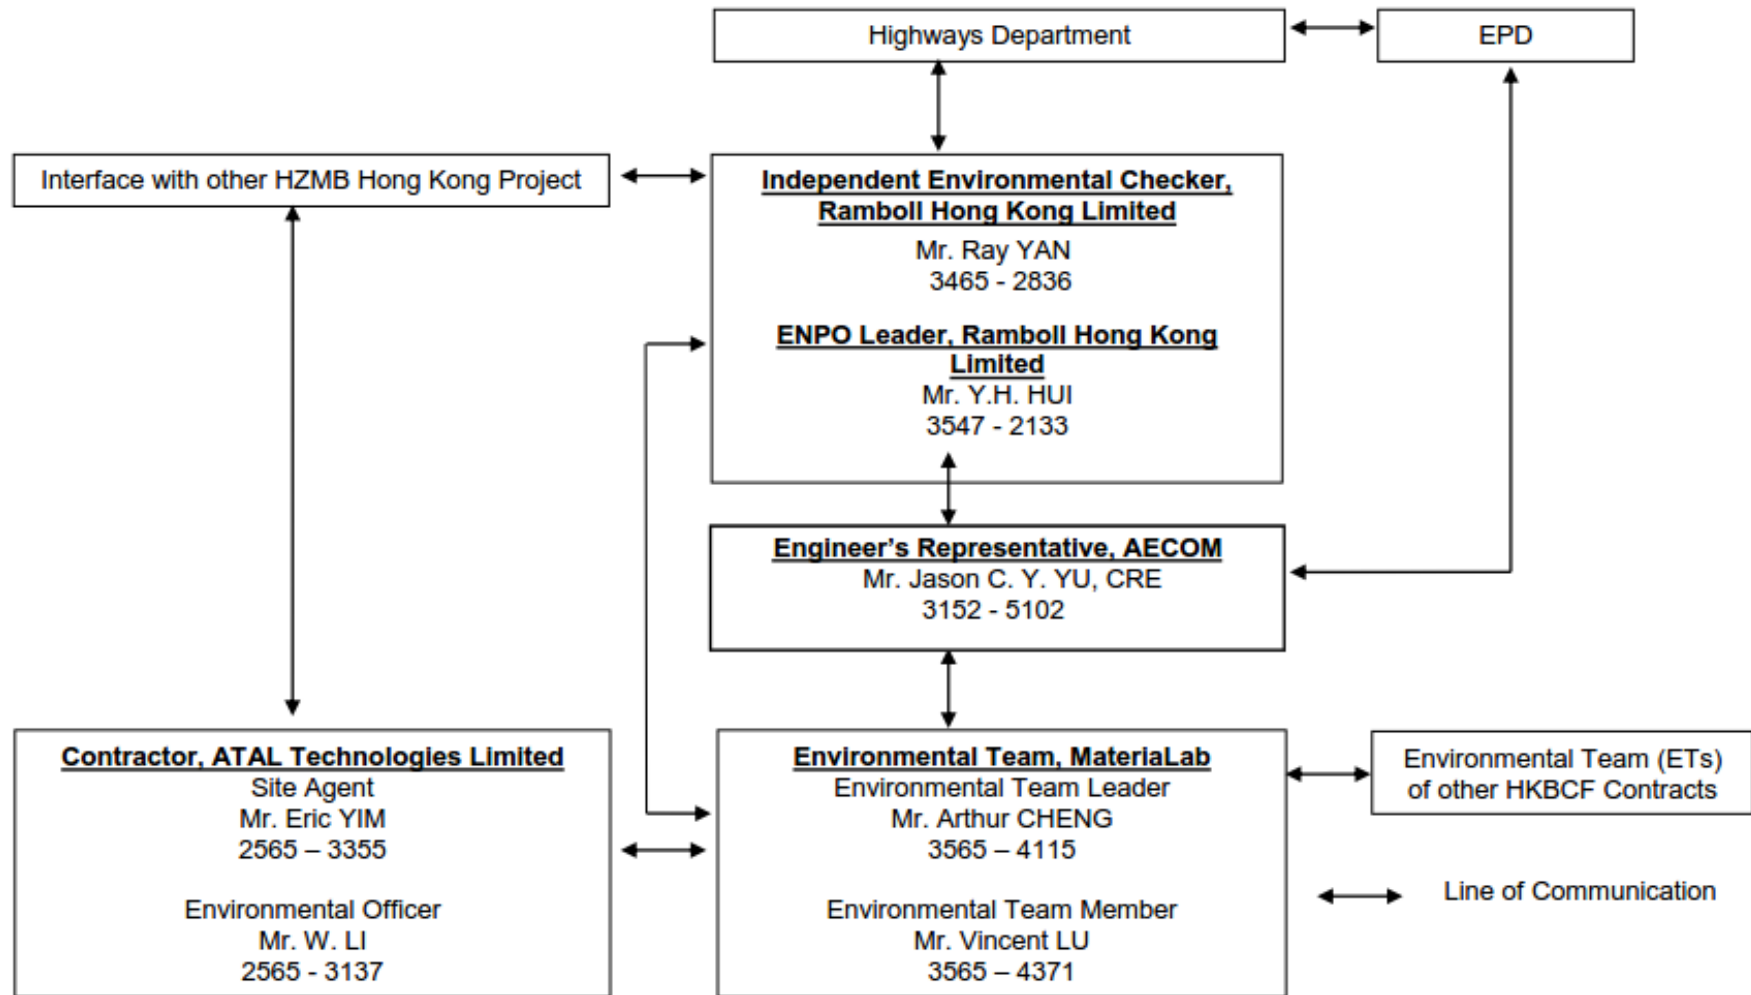 Highways Department
EPD
Interface with other HZMB Hong Kong Project
Independent Environmental Checker,
Ramboll Hong Kong Limited
Mr. Ray YAN
3465 - 2836
ENPO Leader, Ramboll Hong Kong
Limited
Mr. Y.H. HUI
3547 - 2133
Engineer's Representative, AECOM
Mr. Jason C. Y. YU, CRE
3152 - 5102
Contractor, ATAL Technologies Limited
Site Agent
Mr. Eric YIM
2565 – 3355
Environmental Officer
Mr. W. LI
2565 - 3137
Environmental Team, MateriaLab
Environmental Team Leader
Mr. Arthur CHENG
3565 – 4115
Environmental Team Member
Mr. Vincent LU
3565 – 4371
Environmental Team (ETs)
of other HKBCF Contracts
Line of Communication